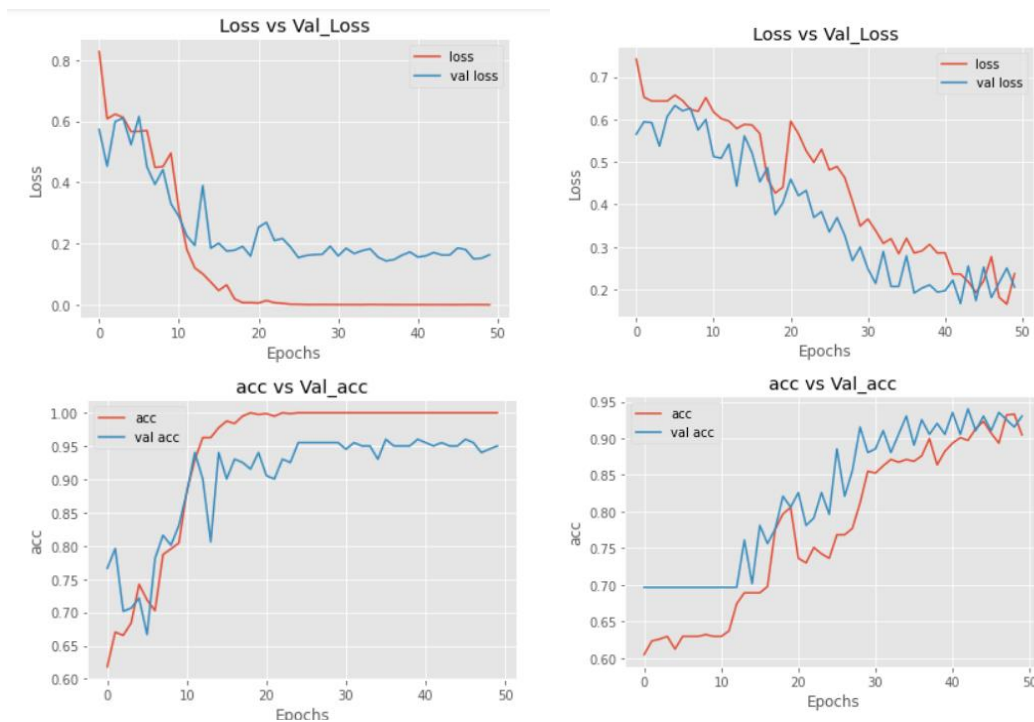 Loss vs Val_Loss
loss
val loss
0.8
0.6
0.4
0.2
0.0
Loss
0 10 20 30 40 50
Epochs
Loss vs Val_Loss
loss
val loss
0.7
0.6
0.5
0.4
0.3
0.2
Loss
0 10 20 30 40 50
Epochs
acc vs Val_acc
acc
val acc
1.00
0.95
0.90
0.85
0.80
0.75
0.70
0.65
0.60
acc
0 10 20 30 40 50
Epochs
acc vs Val_acc
acc
val acc
0.95
0.90
0.85
0.80
0.75
0.70
0.65
0.60
acc
0 10 20 30 40 50
Epochs